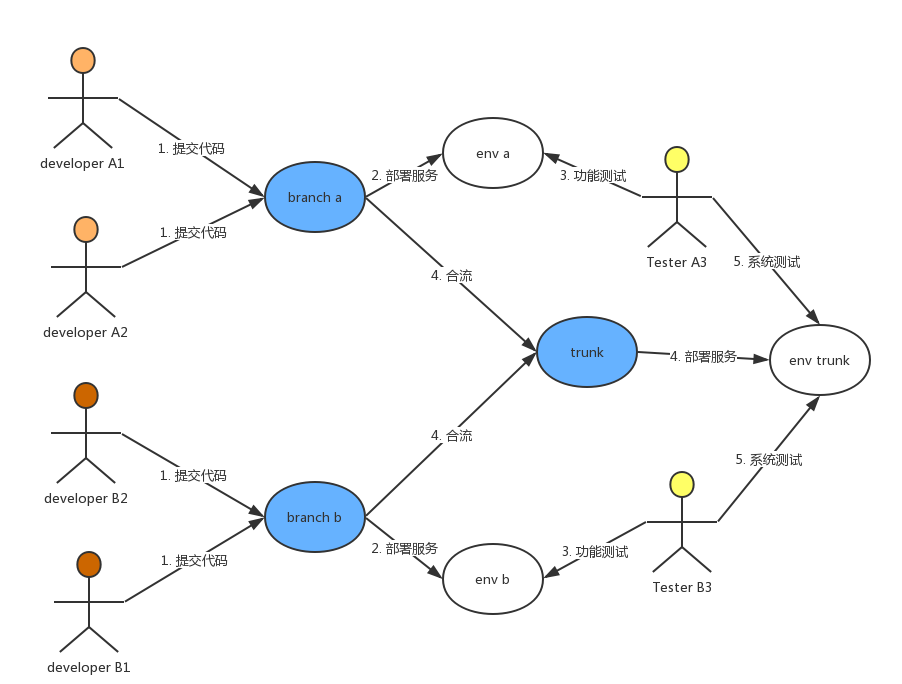 developer A1
1. 提交代码
branch a
2. 部署服务
env a
3. 功能测试
Tester A3
developer A2
1. 提交代码
4. 合流
5. 系统测试
trunk
4. 部署服务
env trunk
developer B2
1. 提交代码
4. 合流
5. 系统测试
branch b
2. 部署服务
env b
3. 功能测试
Tester B3
1. 提交代码
developer B1